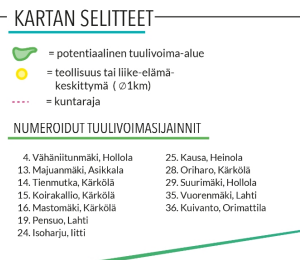 KARTAN SELITTEET
= potentiaalinen tuulivoima-alue
= teollisuus tai liike-elämä-
keskittymä ( ∅1km)
= kuntaraja
NUMEROIDUT TUULIVOIMASIJAINNIT
4. Vähäniitunmäki, Hollola
13. Majuanmäki, Asikkala
14. Tienmutka, Kärkölä
15. Koirakallio, Kärkölä
16. Mastomäki, Kärkölä
19. Pensuo, Lahti
24. Isoharju, Iitti
25. Kausa, Heinola
28. Oriharo, Kärkölä
29. Suurimäki, Hollola
35. Vuorenmäki, Lahti
36. Kuivanto, Orimattila